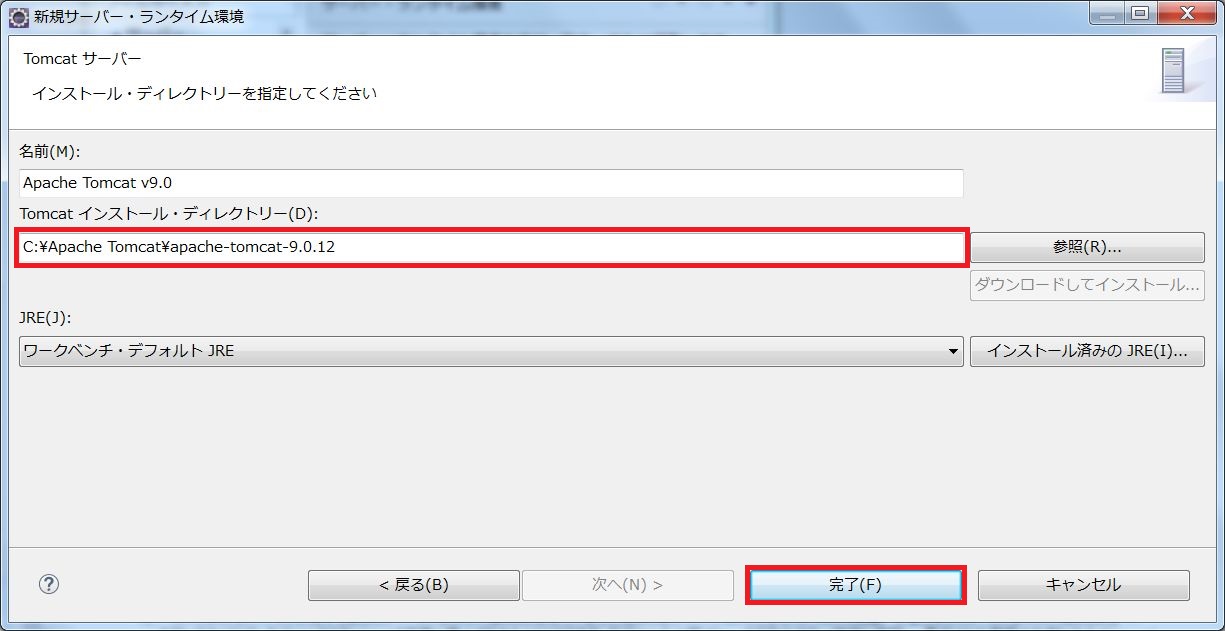 新規サーバー・ランタイム環境
Tomcat サーバー
インストール・ディレクトリーを指定してください
名前(M):
Apache Tomcat v9.0
Tomcat インストール・ディレクトリー(D):
C:¥Apache Tomcat¥apache-tomcat-9.0.12
参照(R)...
ダウンロードしてインストール...
JRE(J):
ワークベンチ・デフォルト JRE
インストール済みの JRE(I)...
?
< 戻る(B)
次へ(N) >
完了(F)
キャンセル